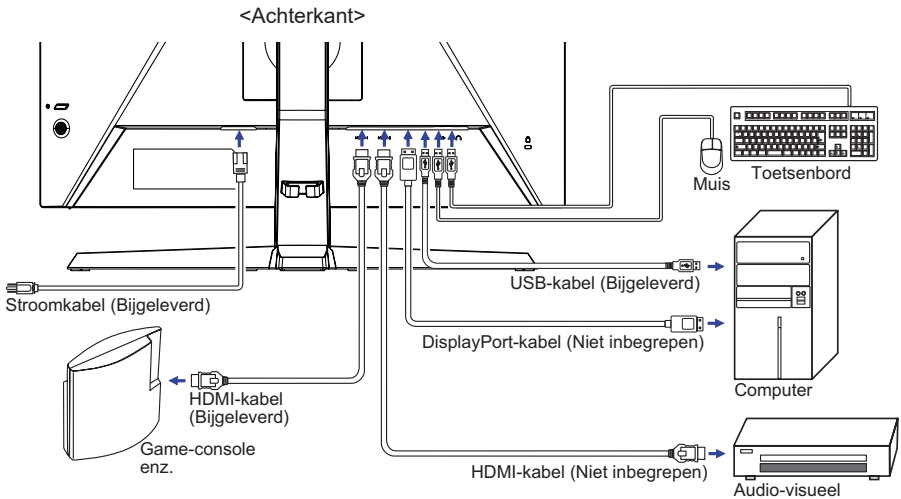 <Achterkant>
Muis
Toetsenbord
USB-kabel (Bijgeleverd)
Stroomkabel (Bijgeleverd)
DisplayPort-kabel (Niet inbegrepen)
Computer
HDMI-kabel
(Bijgeleverd)
Game-console
enz.
HDMI-kabel (Niet inbegrepen)
Audio-visueel